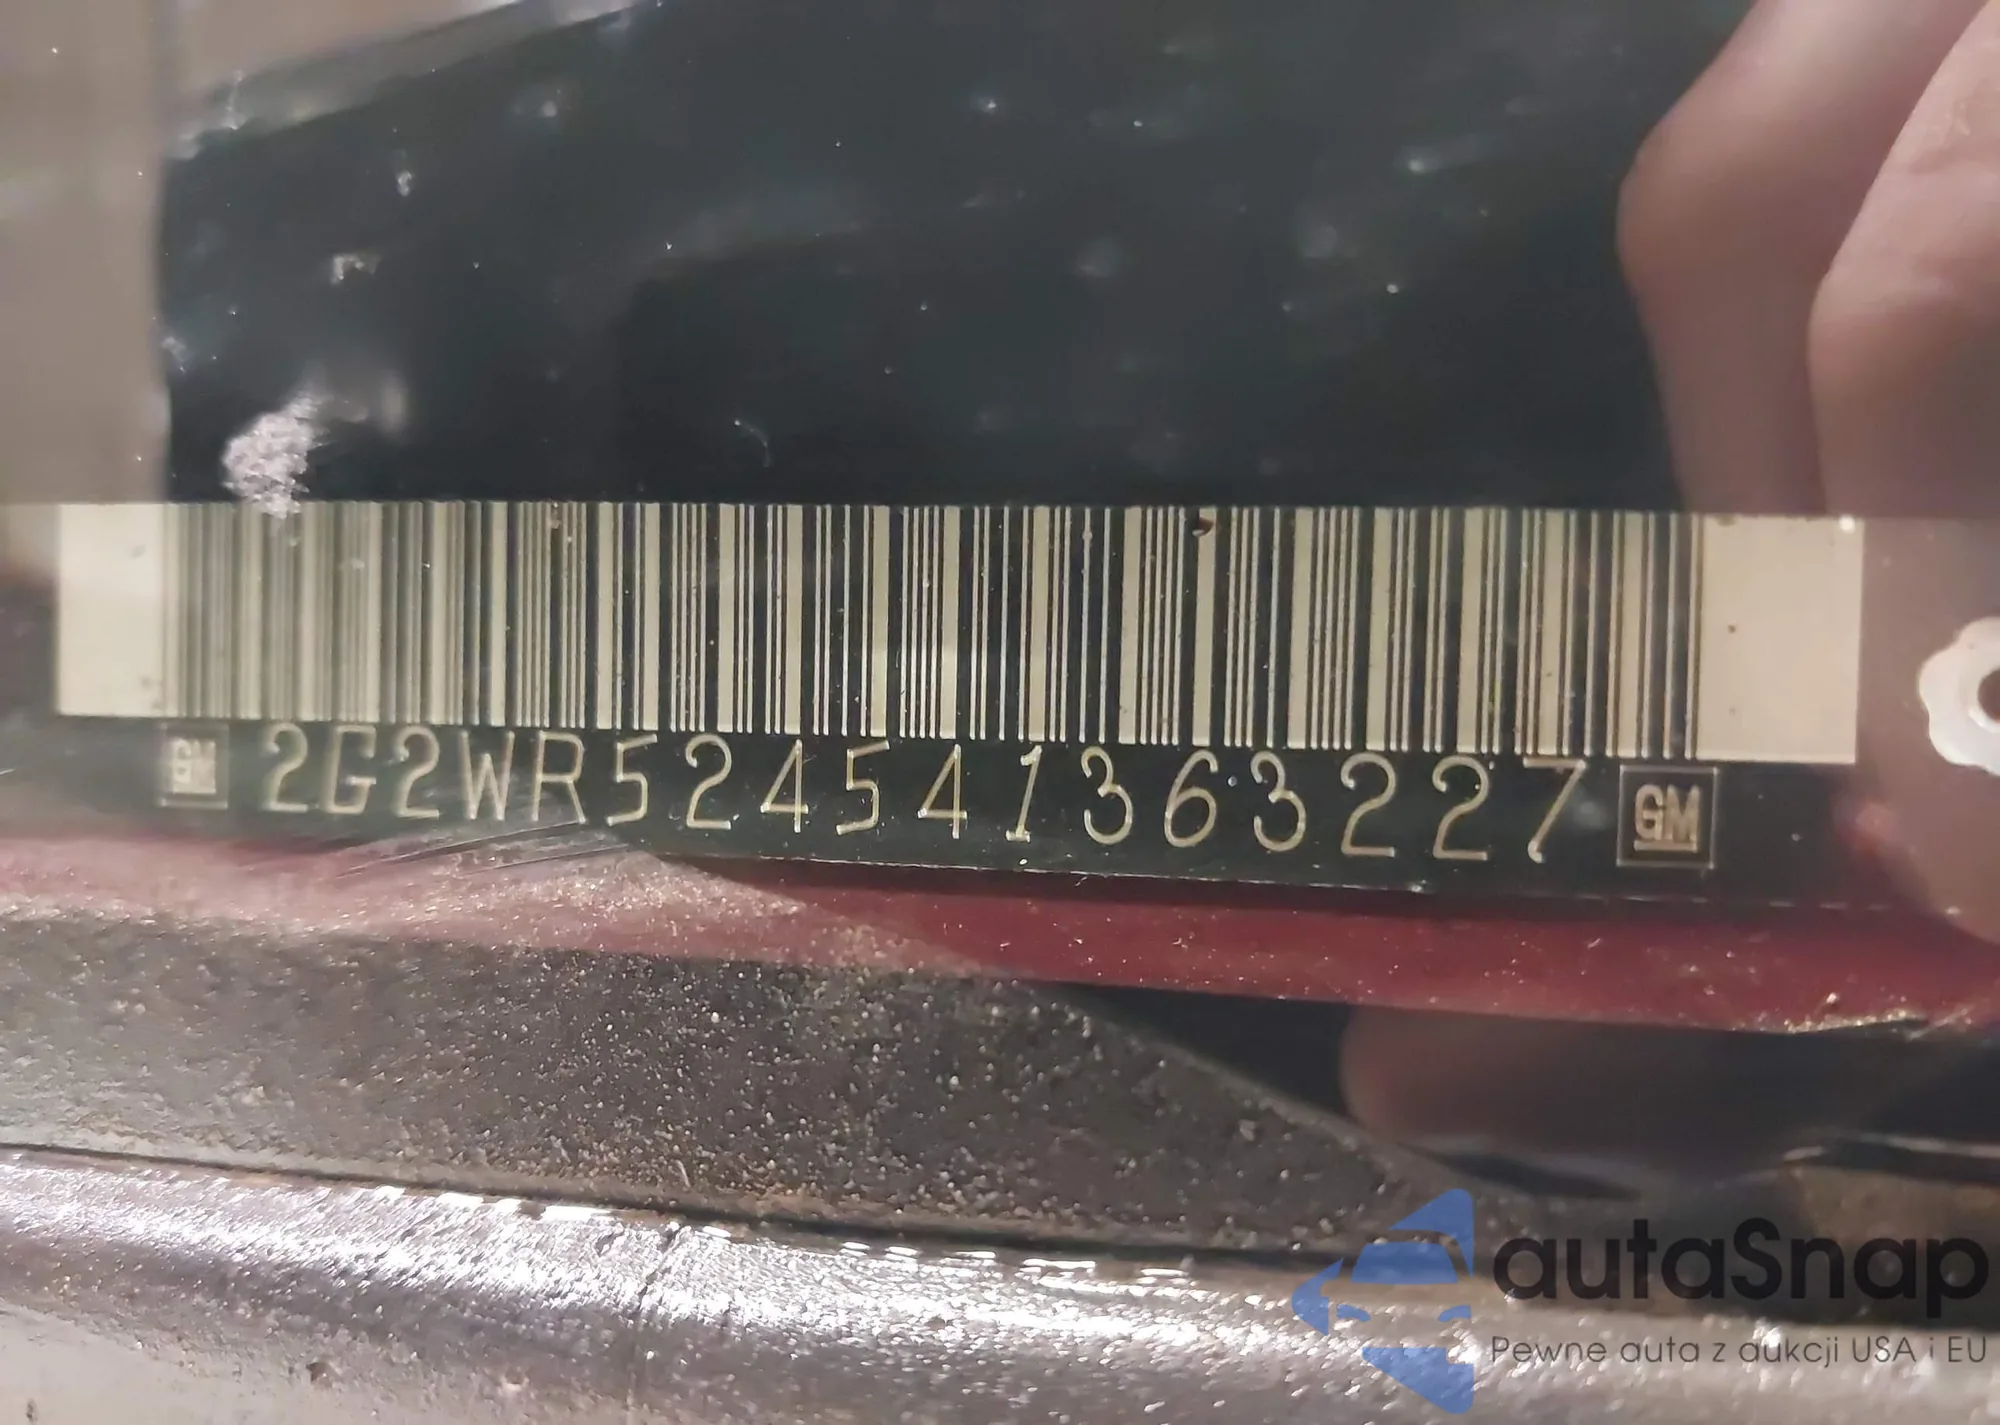 GM 2G2WR524541363227 GM
autaSnap
Pewne auta z aukcji USA i EU